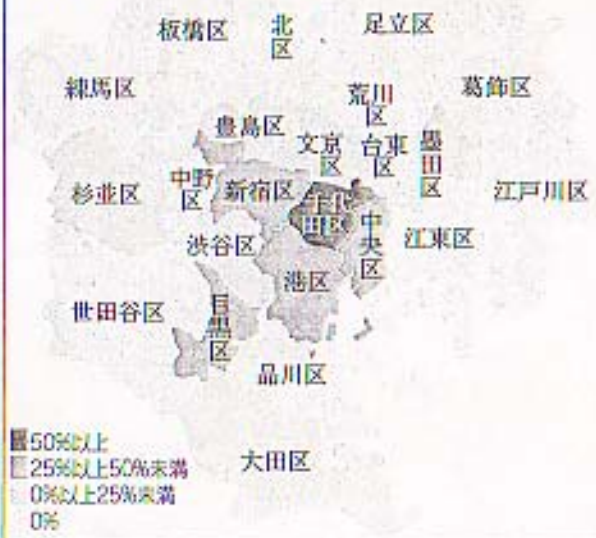 板橋区
北区
足立区
練馬区
荒川区
葛飾区
豊島区
文京区
台東区
墨田区
杉並区
中野区
新宿区
千代田区
江戸川区
渋谷区
中央区
江東区
港区
世田谷区
目黒区
品川区
大田区
50%以上
25%以上50%未満
0%以上25%未満
0%